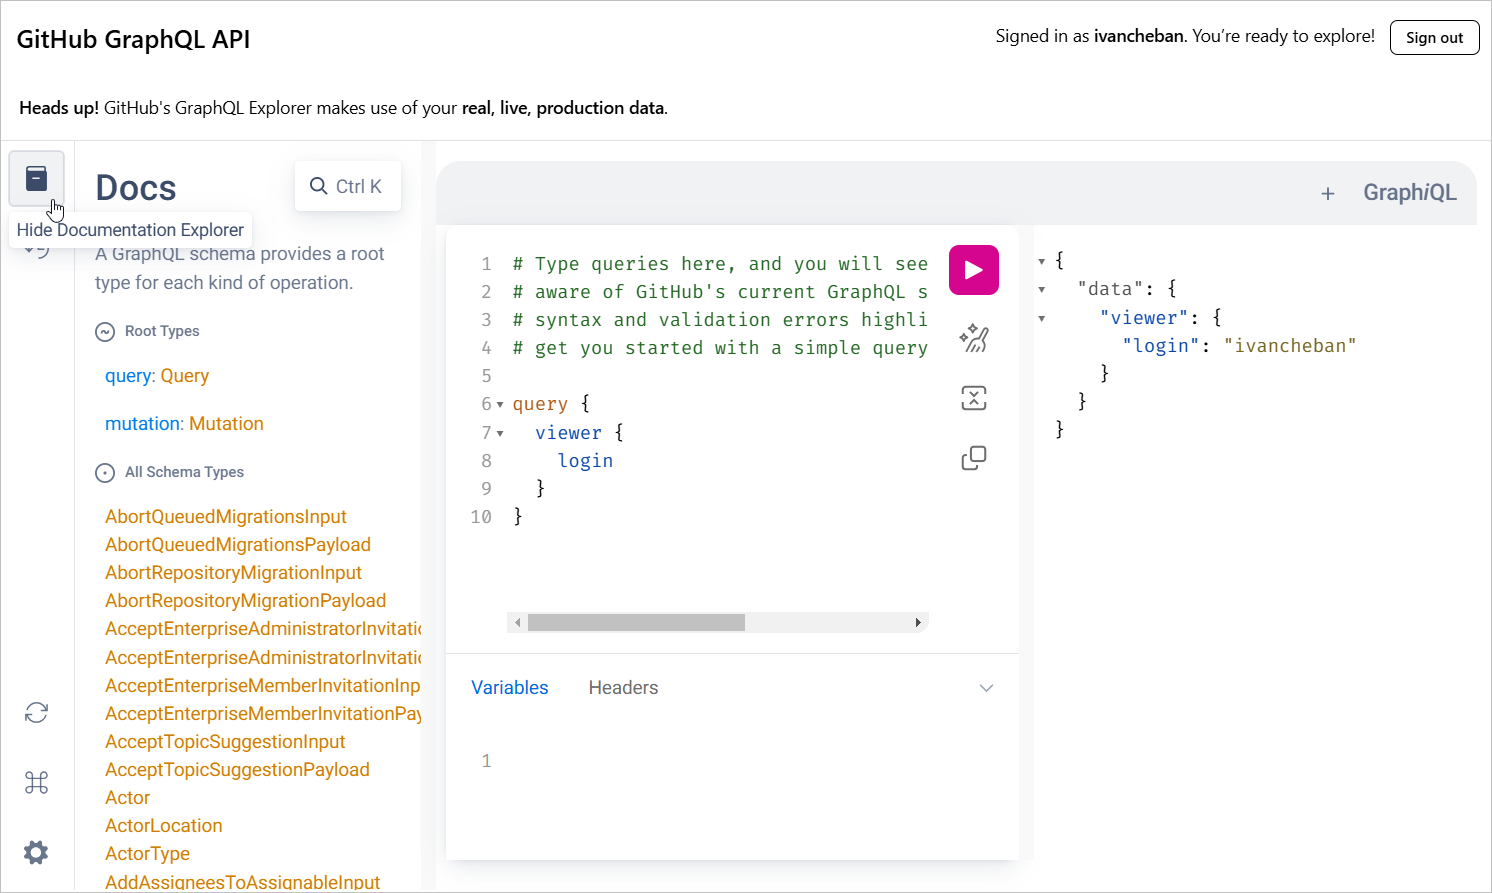 GitHub GraphQL API
Signed in as ivancheban. You're ready to explore!
Sign out
Heads up! GitHub's GraphQL Explorer makes use of your real, live, production data.
Docs
Ctrl K
Hide Documentation Explorer
A GraphQL schema provides a root
type for each kind of operation.
Root Types
query: Query
mutation: Mutation
All Schema Types
AbortQueuedMigrationsInput
AbortQueuedMigrationsPayload
AbortRepositoryMigrationInput
AbortRepositoryMigrationPayload
AcceptEnterpriseAdministratorInvitatio
AcceptEnterpriseAdministratorInvitatio
AcceptEnterpriseMemberInvitationInp
AcceptEnterpriseMemberInvitationPay
AcceptTopicSuggestionInput
AcceptTopicSuggestionPayload
Actor
ActorLocation
ActorType
AddAssigneesToAssignableInput
+ GraphiQL
1 # Type queries here, and you will see
2 # aware of GitHub's current GraphQL s
3 # syntax and validation errors highli
4 # get you started with a simple query
5
6 query {
7 viewer {
8 login
9 }
10 }
Variables
Headers
1
{
"data": {
"viewer": {
"login": "ivancheban"
}
}
}